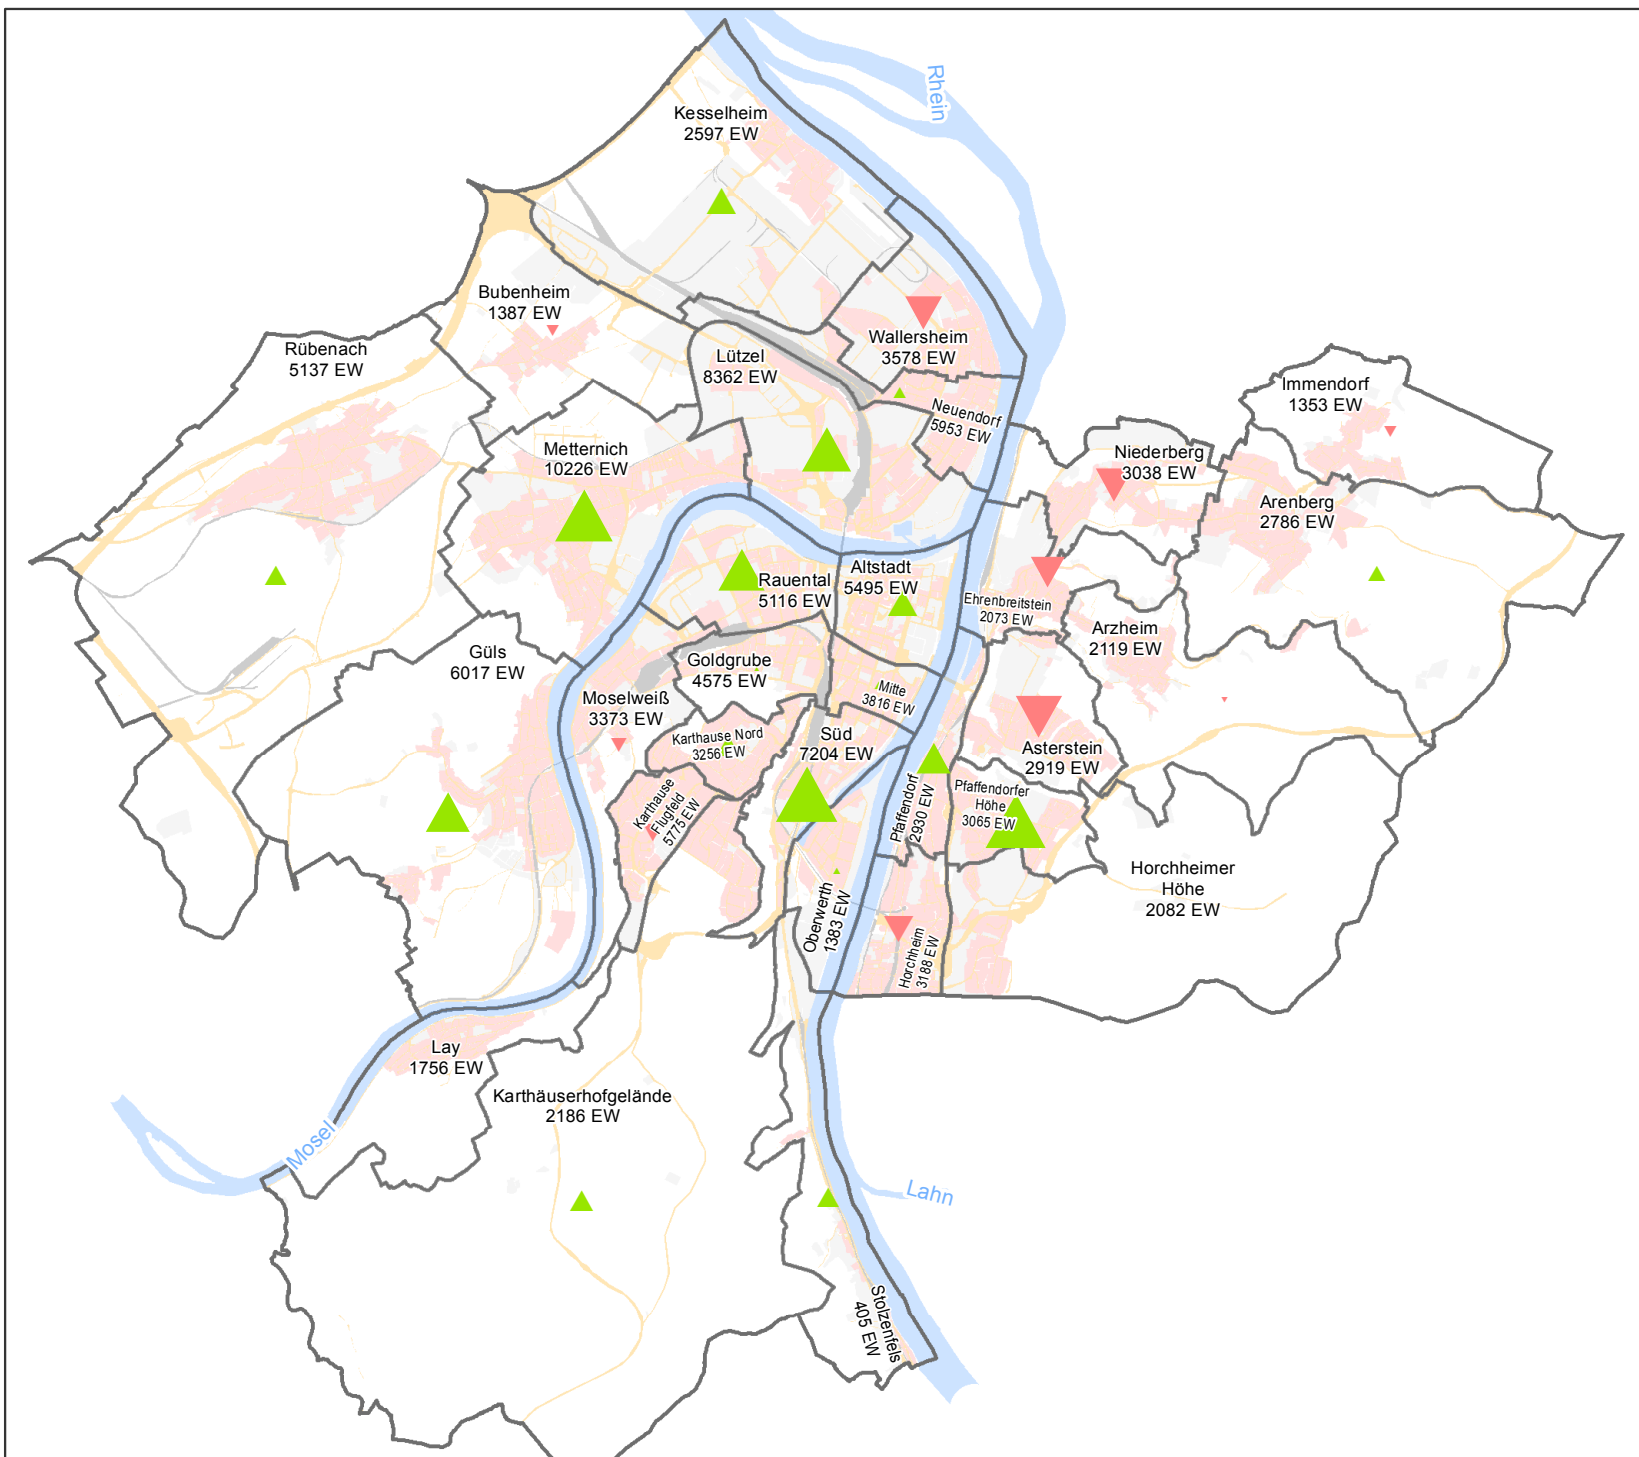 Rhein
Kesselheim
2597 EW
Bubenheim
1387 EW
Rübenach
5137 EW
Wallersheim
3578 EW
Lützel
8362 EW
Neuendorf
5953 EW
Immendorf
1353 EW
Metternich
10226 EW
Niederberg
3038 EW
Arenberg
2786 EW
Rauental
5116 EW
Altstadt
5495 EW
Ehrenbreitstein
2073 EW
Arzheim
2119 EW
Güls
6017 EW
Goldgrube
4575 EW
Moselweiß
3373 EW
Mitte
3816 EW
Karthause Nord
3256 EW
Süd
7204 EW
Asterstein
2919 EW
Karthause
Flugfeld
5775 EW
Pfaffendorf
2930 EW
Pfaffendorfer
Höhe
3065 EW
Horchheimer
Höhe
2082 EW
Oberwerth
1383 EW
Horchheim
3188 EW
Lay
1756 EW
Karthäuserhofgelände
2186 EW
Mosel
Lahn
Stolzenfels
405 EW